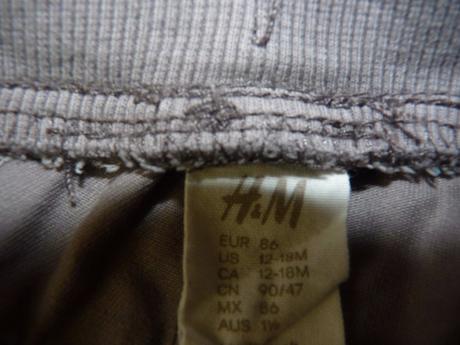 H&M
EUR 86
US 12-18M
CA 12-18M
CN 90/47
MX 86
AUS 1½